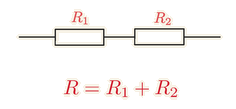 R₁ R₂
R = R₁ + R₂